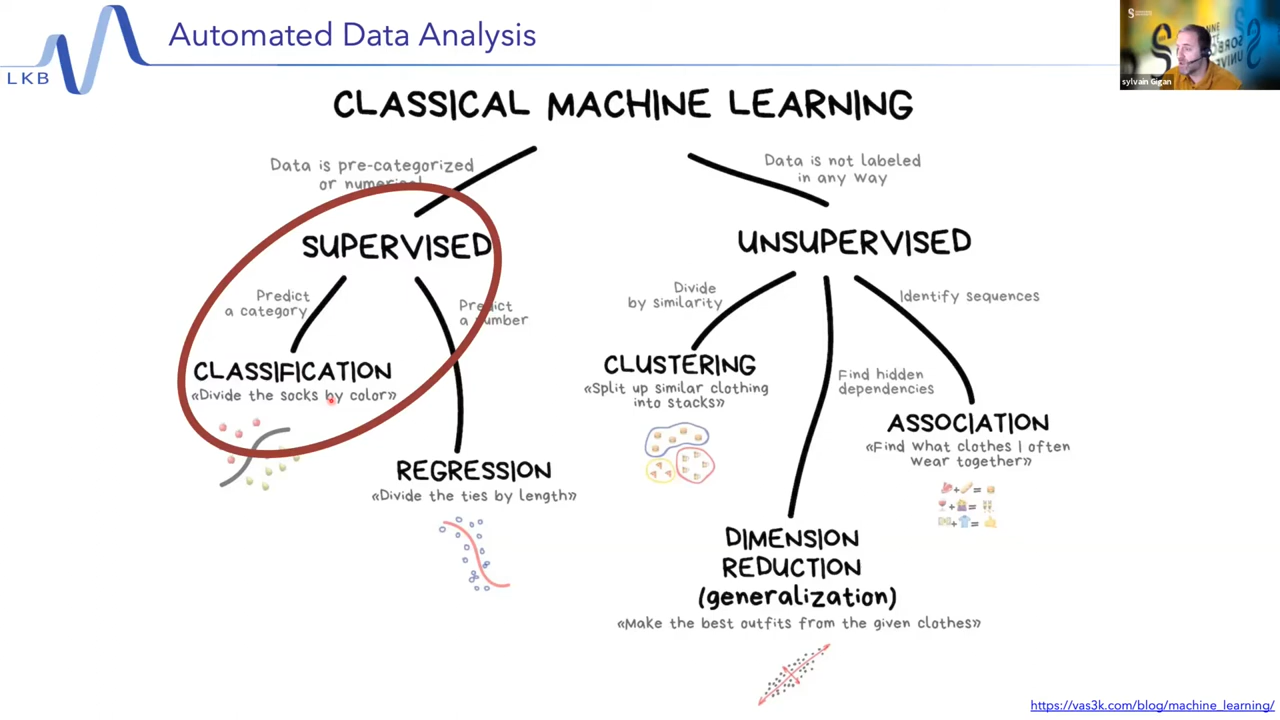 Automated Data Analysis
LKB
sylvain Gigan
CLASSICAL MACHINE LEARNING
Data is pre-categorized
or numerical
Data is not labeled
in any way
SUPERVISED
UNSUPERVISED
Predict
a category
Predict
a number
Divide
by similarity
Identify sequences
CLASSIFICATION
«Divide the socks by color»
CLUSTERING
«Split up similar clothing
into stacks»
Find hidden
dependencies
ASSOCIATION
«Find what clothes I often
wear together»
REGRESSION
«Divide the ties by length»
DIMENSION
REDUCTION
(generalization)
«Make the best outfits from the given clothes»
https://vas3k.com/blog/machine_learning/